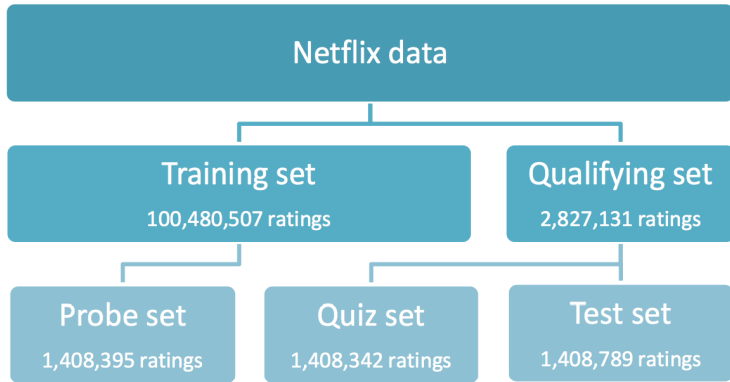 Netflix data
Training set
100,480,507 ratings
Qualifying set
2,827,131 ratings
Probe set
1,408,395 ratings
Quiz set
1,408,342 ratings
Test set
1,408,789 ratings